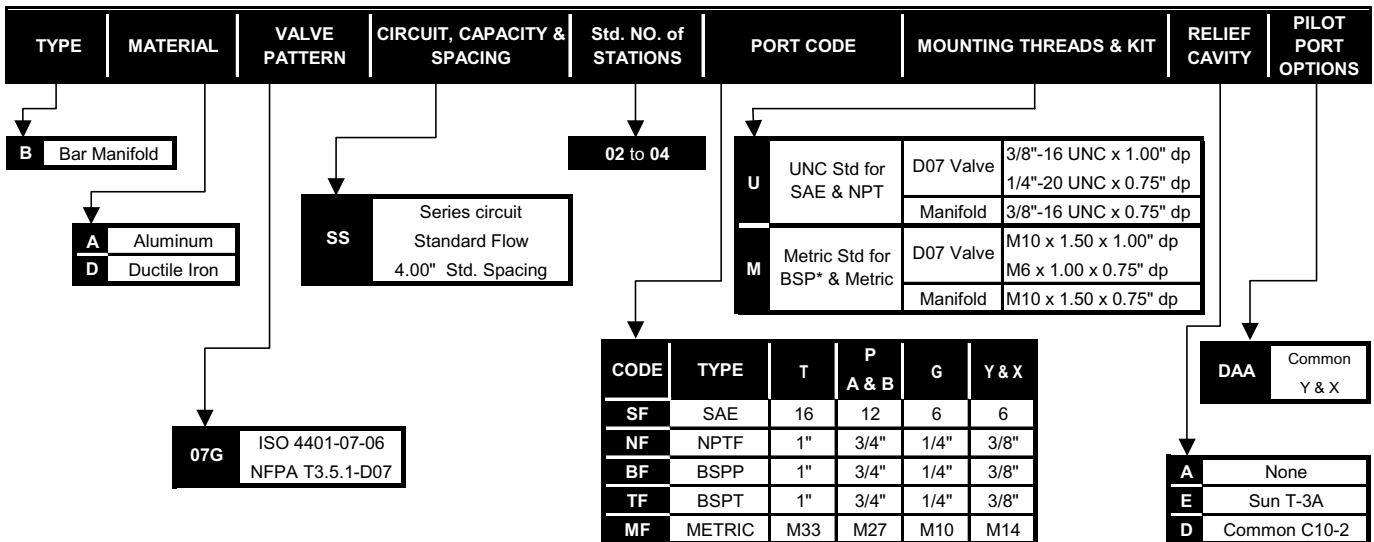 TYPE MATERIAL VALVE PATTERN CIRCUIT, CAPACITY & SPACING Std. NO. of STATIONS PORT CODE MOUNTING THREADS & KIT RELIEF CAVITY PILOT PORT OPTIONS
B Bar Manifold
A Aluminum
D Ductile Iron
07G ISO 4401-07-06
NFPA T3.5.1-D07
SS Series circuit
Standard Flow
4.00" Std. Spacing
02 to 04
U UNC Std for SAE & NPT D07 Valve 3/8"-16 UNC x 1.00" dp
1/4"-20 UNC x 0.75" dp
Manifold 3/8"-16 UNC x 0.75" dp
M Metric Std for BSP* & Metric D07 Valve M10 x 1.50 x 1.00" dp
M6 x 1.00 x 0.75" dp
Manifold M10 x 1.50 x 0.75" dp
CODE TYPE T P A & B G Y & X
SF SAE 16 12 6 6
NF NPTF 1" 3/4" 1/4" 3/8"
BF BSPP 1" 3/4" 1/4" 3/8"
TF BSPT 1" 3/4" 1/4" 3/8"
MF METRIC M33 M27 M10 M14
DAA Common
Y & X
A None
E Sun T-3A
D Common C10-2